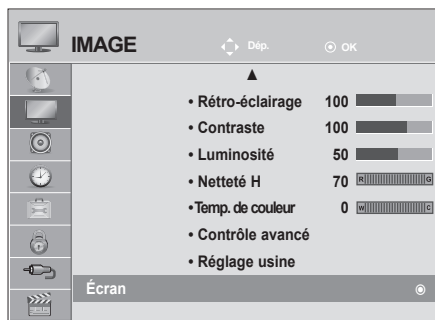 IMAGE Dép. OK
• Rétro-éclairage 100
• Contraste 100
• Luminosité 50
• Netteté H 70 R G
•Temp. de couleur 0 W C
• Contrôle avancé
• Réglage usine
Écran